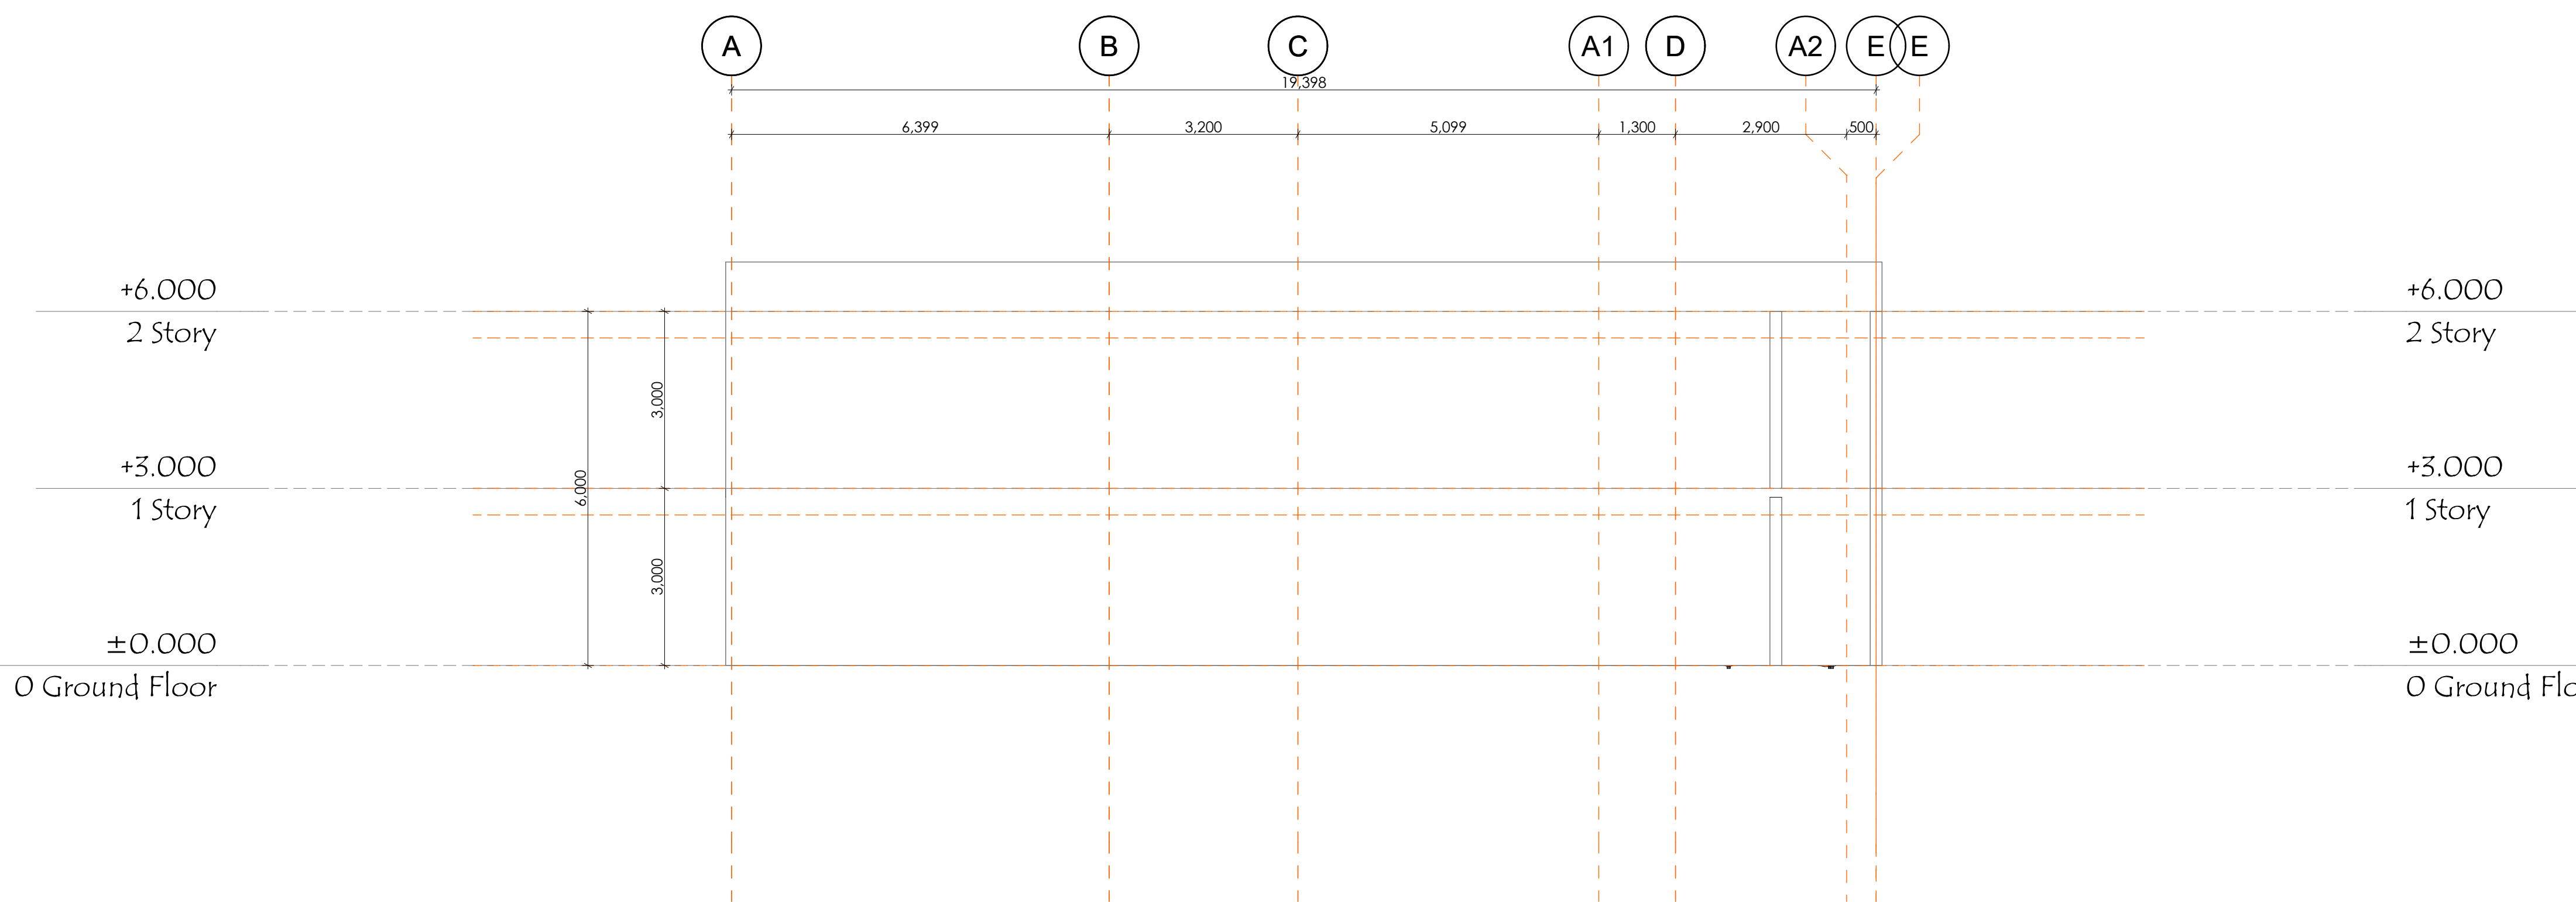 A B C A1 D A2 E E
19,398
6,399 3,200 5,099 1,300 2,900 500
+6.000 +6.000
2 Story 2 Story
3,000
+3.000 +3.000
6,000
1 Story 1 Story
3,000
±0.000 ±0.000
0 Ground Floor 0 Ground Flo